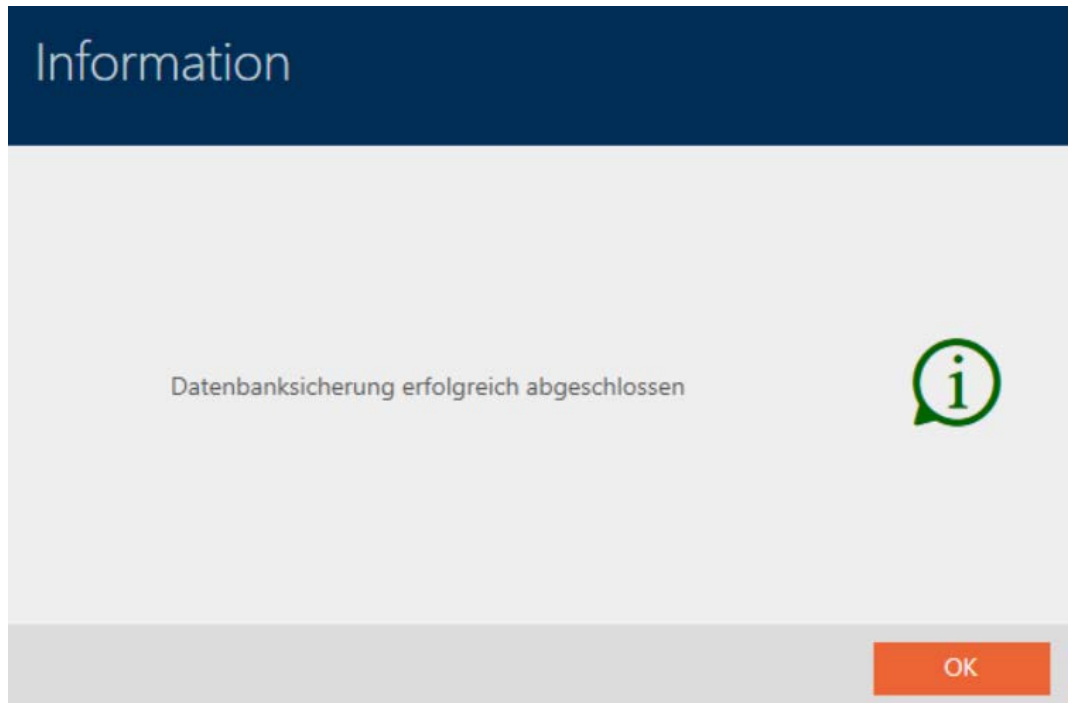 Information
Datenbanksicherung erfolgreich abgeschlossen
i
OK